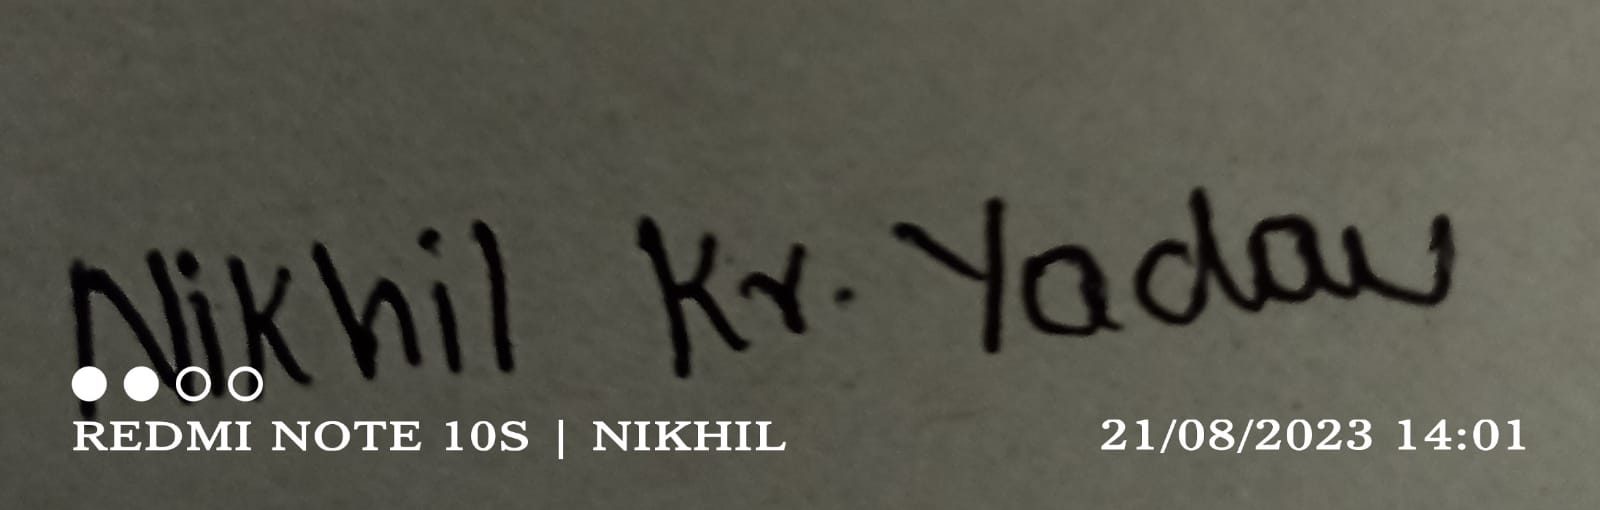 Nikhil Kr. Yadav
REDMI NOTE 10S | NIKHIL
21/08/2023 14:01